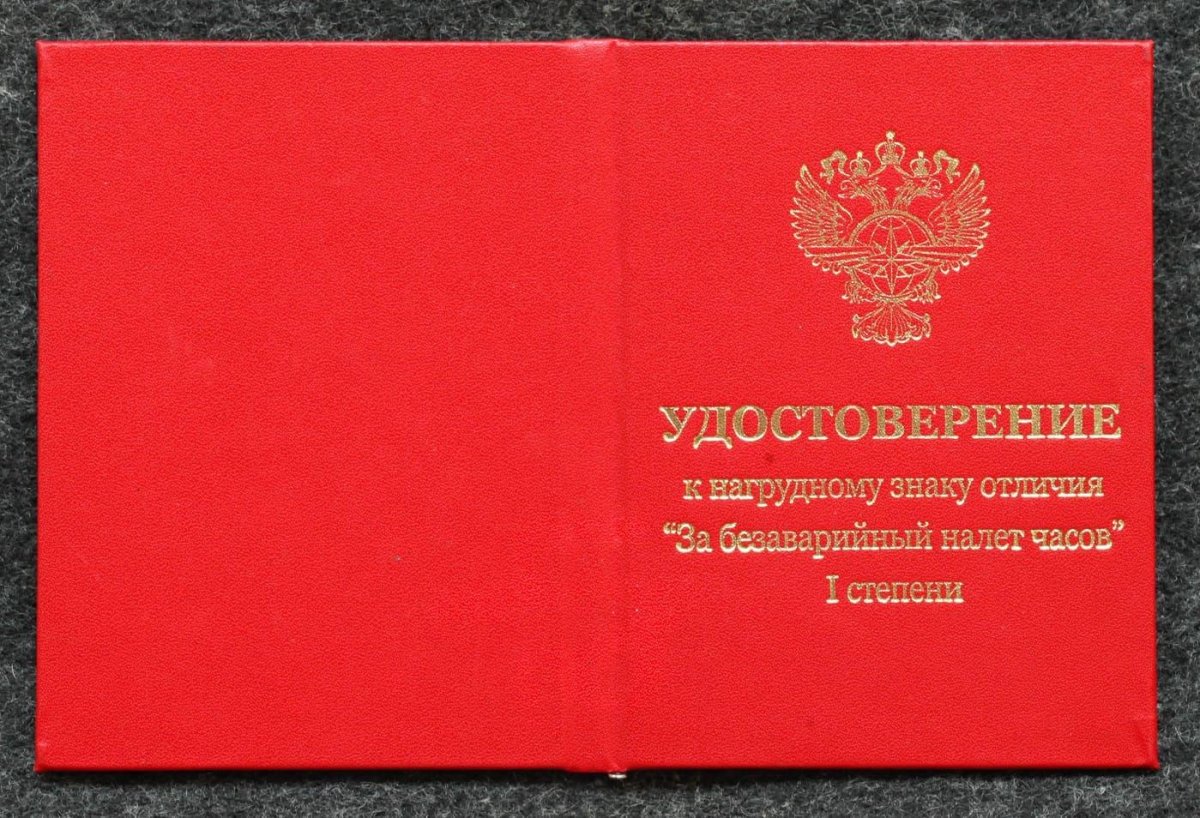 УДОСТОВЕРЕНИЕ
к нагрудному знаку отличия
“За безаварийный налет часов”
I степени